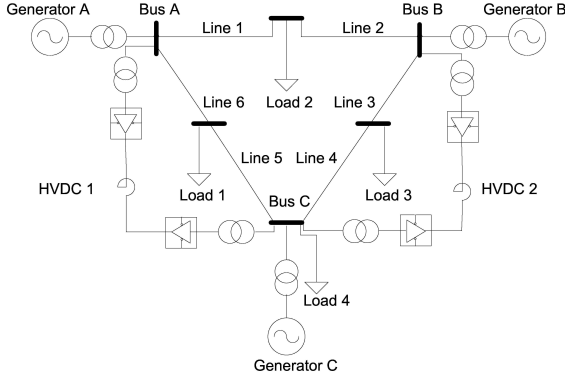 Generator A
Bus A
Bus B
Generator B
Line 1
Line 2
Load 2
Line 6
Line 3
Line 5
Line 4
HVDC 1
Load 1
Bus C
Load 3
HVDC 2
Load 4
Generator C